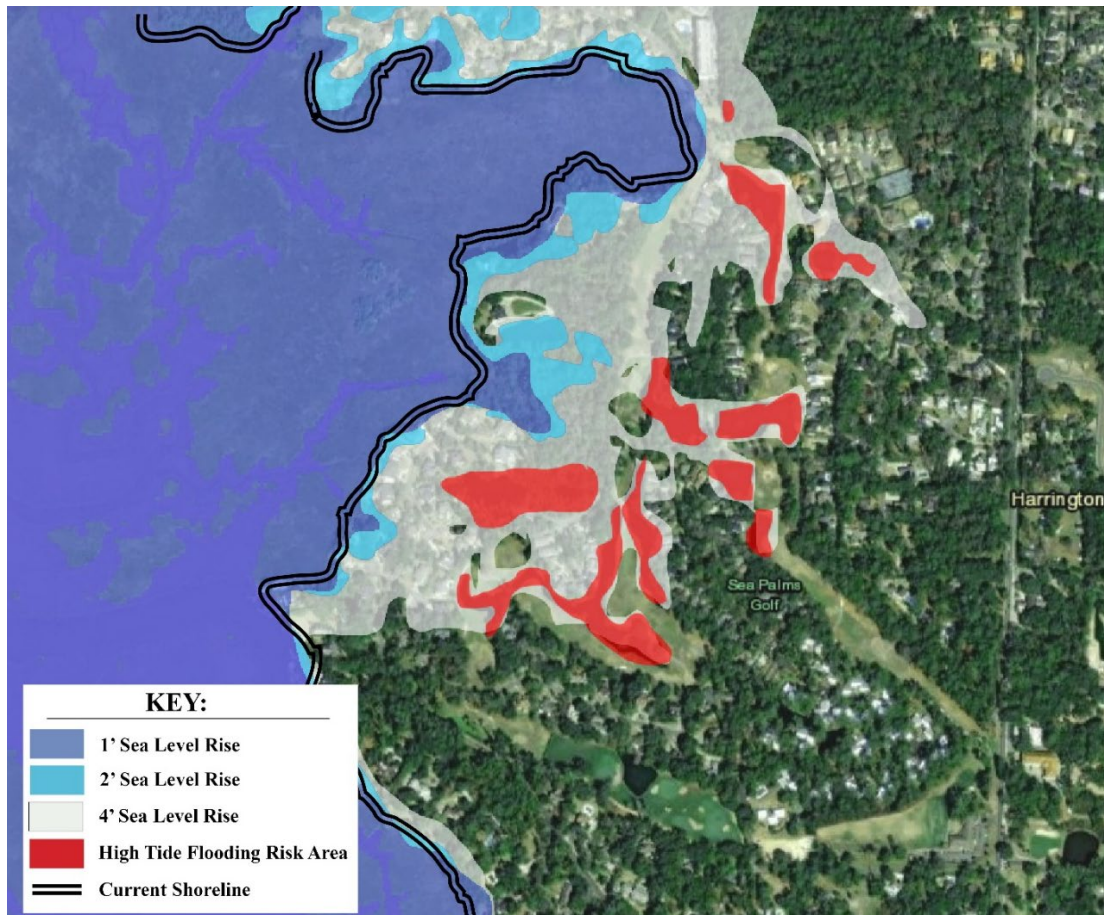 Harrington
Sea Palms
Golf
KEY:
1’ Sea Level Rise
2’ Sea Level Rise
4’ Sea Level Rise
High Tide Flooding Risk Area
Current Shoreline